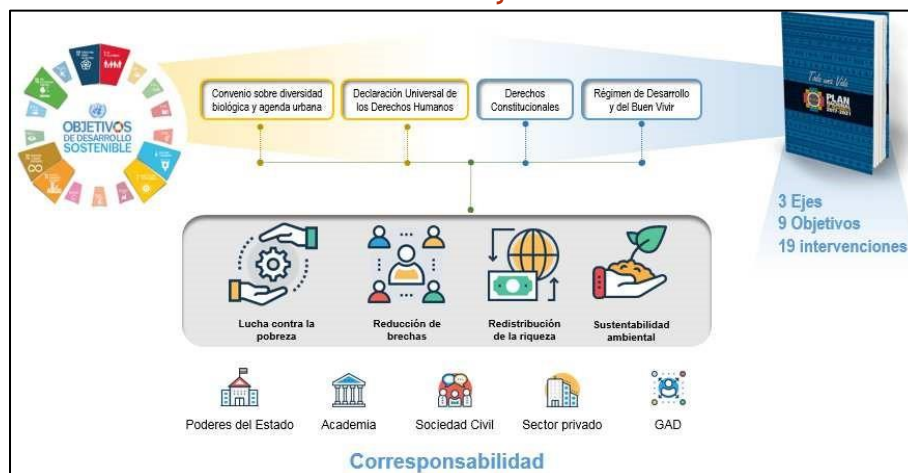 OBJETIVOS
DE DESARROLLO
SOSTENIBLE
Convenio sobre diversidad
biológica y agenda urbana
Declaración Universal de
los Derechos Humanos
Derechos
Constitucionales
Régimen de Desarrollo
y del Buen Vivir
Toda una Vida
PLAN
NACIONAL
2017-2021
3 Ejes
9 Objetivos
19 intervenciones
Lucha contra la
pobreza
Reducción de
brechas
Redistribución
de la riqueza
Sustentabilidad
ambiental
Poderes del Estado
Academia
Sociedad Civil
Sector privado
GAD
Corresponsabilidad